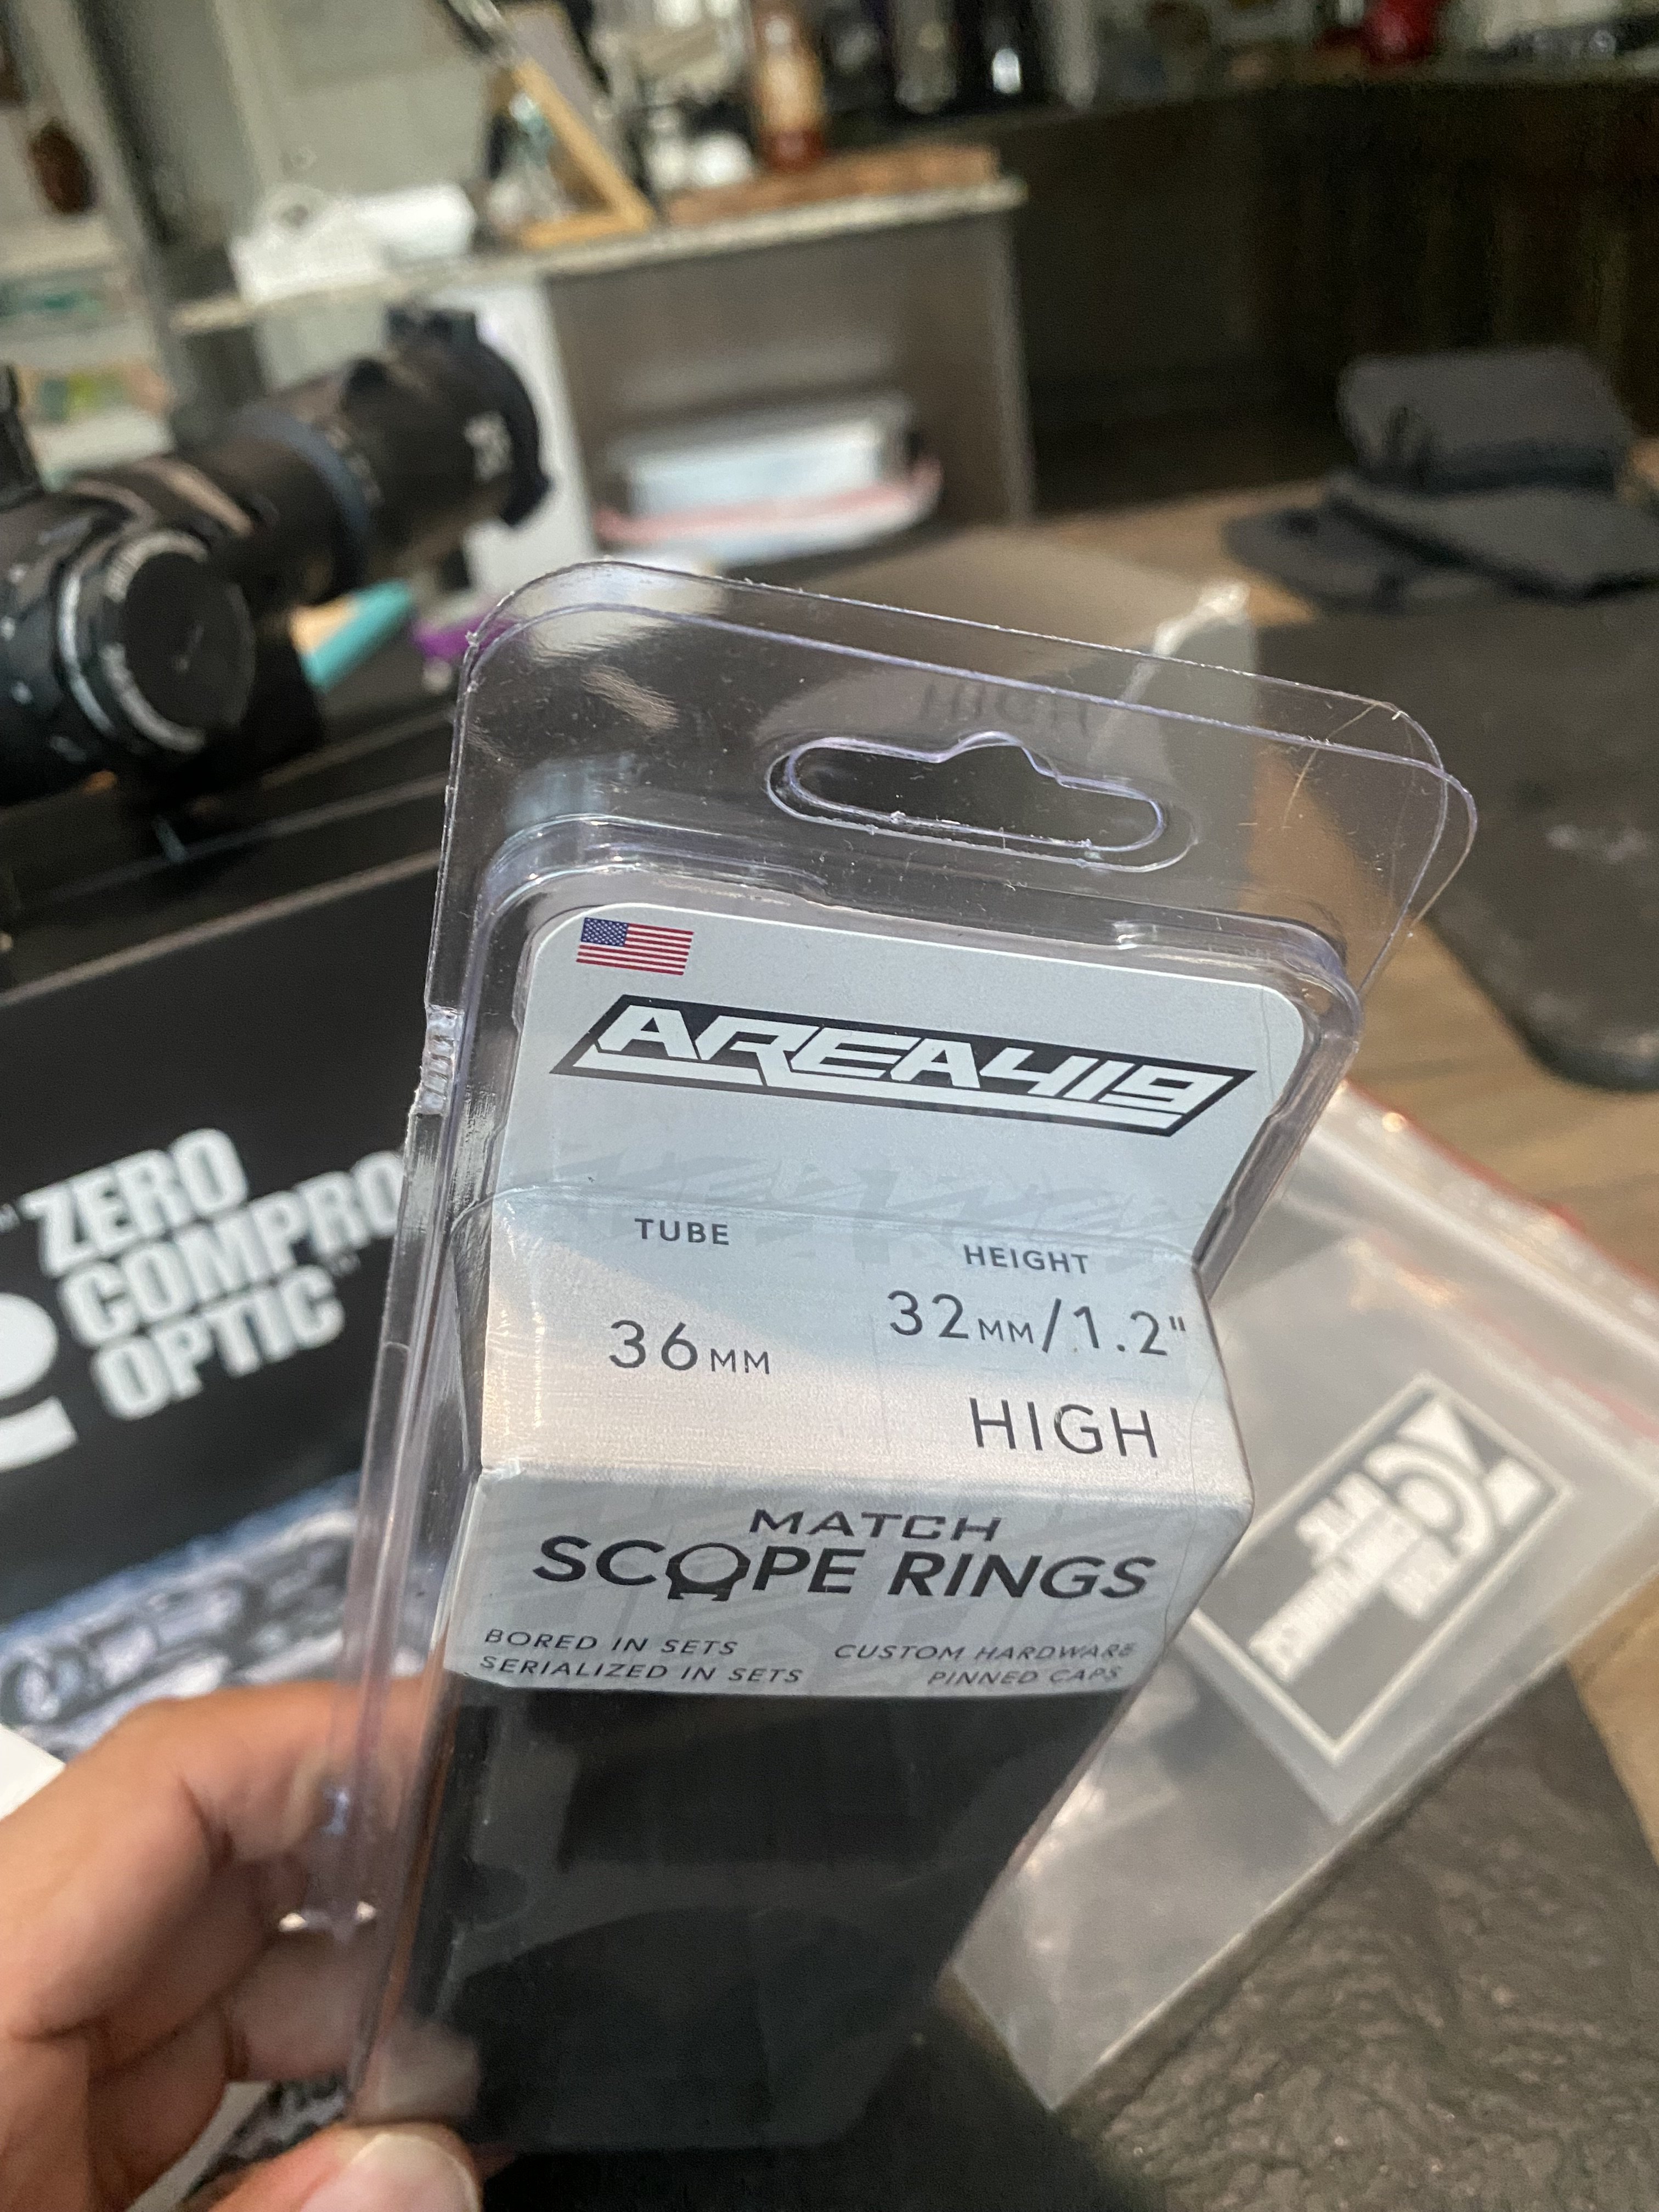 HIGH
AREA419
TUBE
HEIGHT
36MM
32MM/1.2"
HIGH
MATCH
SCOPE RINGS
BORED IN SETS
SERIALIZED IN SETS
CUSTOM HARDWARE
PINNED CAPS
ZERO
COMPRO
OPTIC